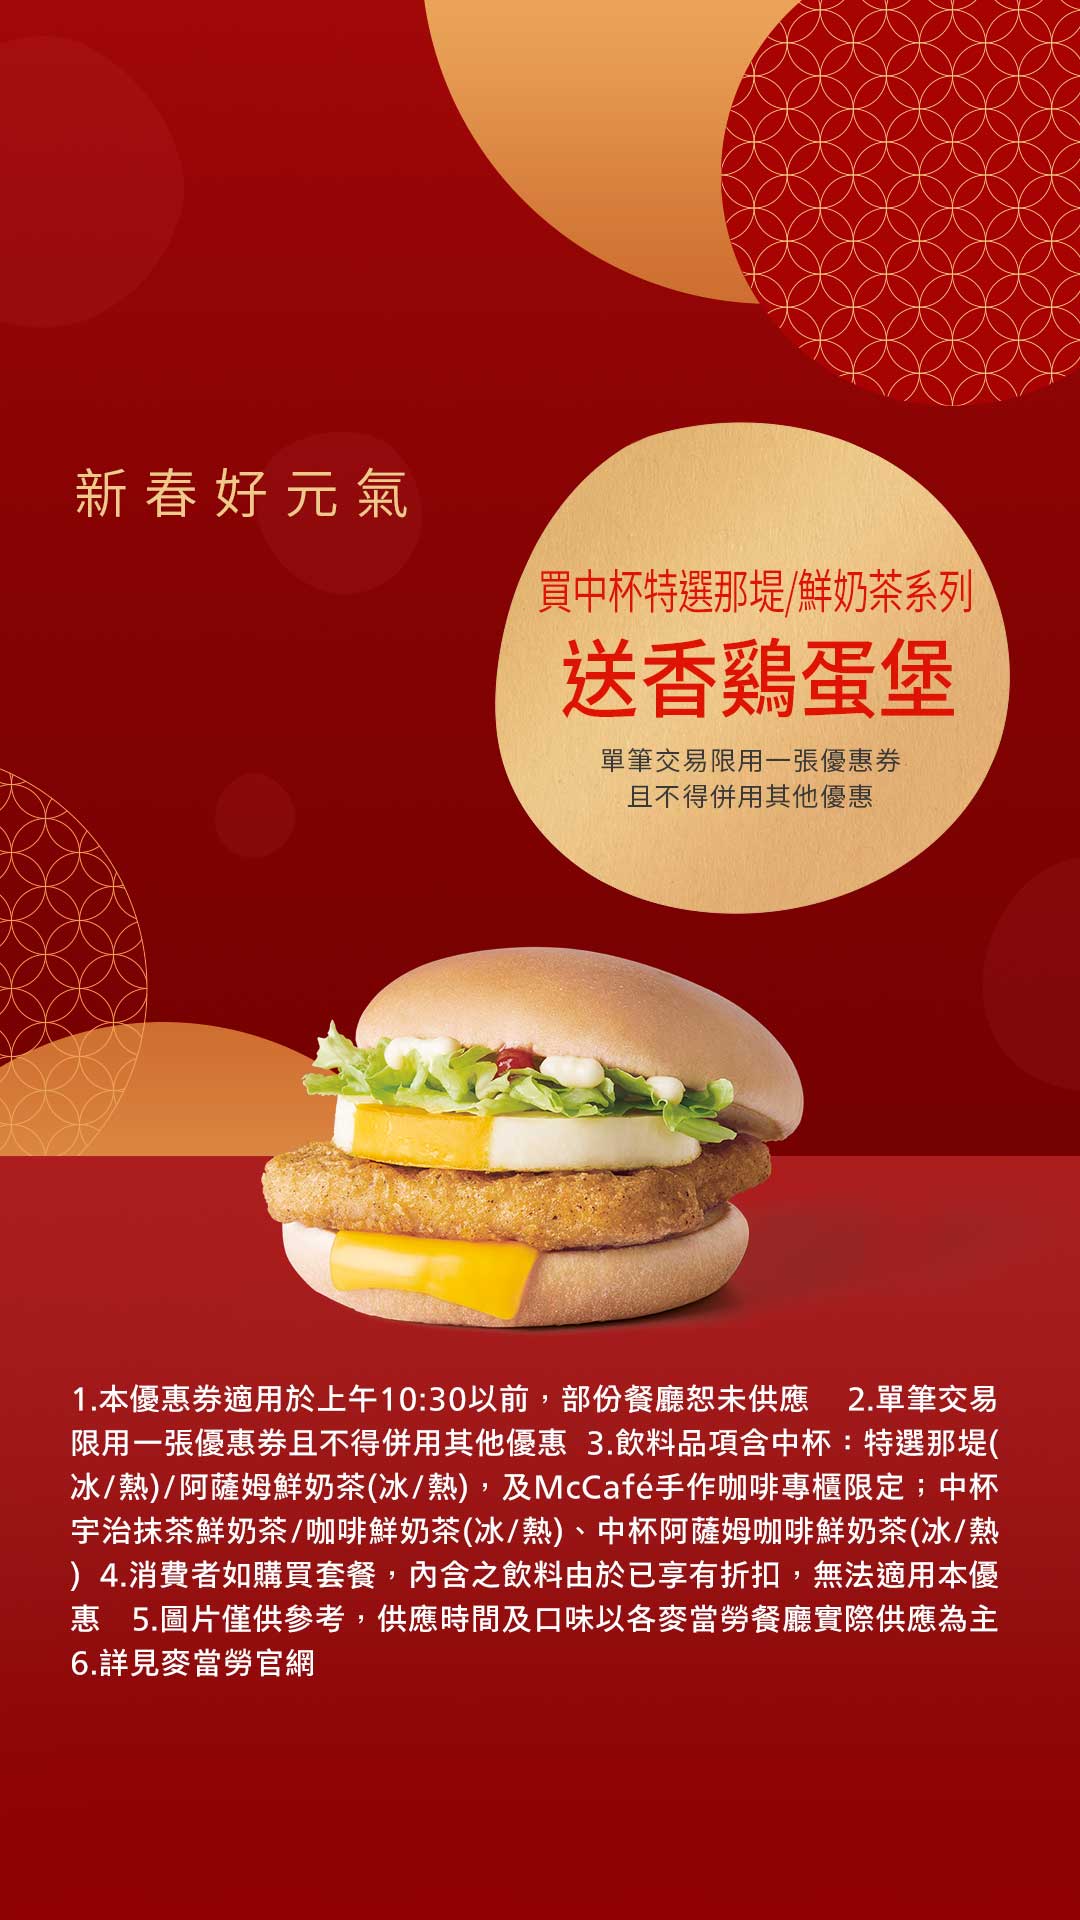 新春好元氣
買中杯特選那堤/鮮奶茶系列
送香鷄蛋堡
單筆交易限用一張優惠券
且不得併用其他優惠
1.本優惠券適用於上午10:30以前，部份餐廳恕未供應　2.單筆交易
限用一張優惠券且不得併用其他優惠 3.飲料品項含中杯：特選那堤(
冰/熱)/阿薩姆鮮奶茶(冰/熱)，及McCafé手作咖啡專櫃限定；中杯
宇治抹茶鮮奶茶/咖啡鮮奶茶(冰/熱)、中杯阿薩姆咖啡鮮奶茶(冰/熱
) 4.消費者如購買套餐，內含之飲料由於已享有折扣，無法適用本優
惠　5.圖片僅供參考，供應時間及口味以各麥當勞餐廳實際供應為主
6.詳見麥當勞官網